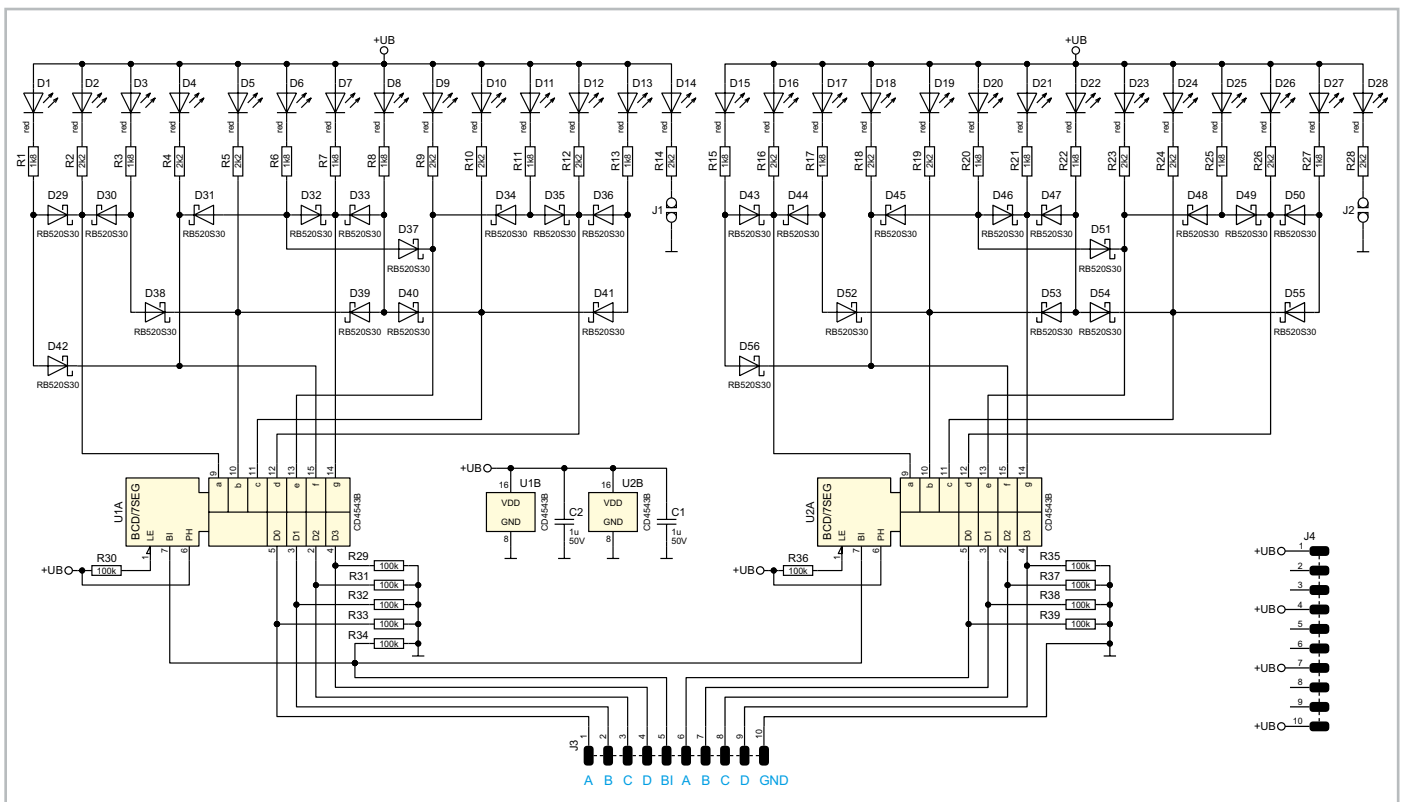 +UB +UB
D1 D2 D3 D4 D5 D6 D7 D8 D9 D10 D11 D12 D13 D14 D15 D16 D17 D18 D19 D20 D21 D22 D23 D24 D25 D26 D27 D28
red red red red red red red red red red red red red red red red red red red red red red red red red red red red
R1 R2 R3 R4 R5 R6 R7 R8 R9 R10 R11 R12 R13 R14 R15 R16 R17 R18 R19 R20 R21 R22 R23 R24 R25 R26 R27 R28
1k8 2k2 1k8 2k2 2k2 1k8 1k8 1k8 2k2 2k2 1k8 2k2 1k8 2k2 1k8 2k2 1k8 2k2 2k2 1k8 1k8 1k8 2k2 2k2 1k8 2k2 1k8 2k2
D29 D30 D31 D32 D33 D34 D35 D36 J1 D43 D44 D45 D46 D47 D48 D49 D50 J2
RB520S30 RB520S30 RB520S30 RB520S30 RB520S30 RB520S30 RB520S30 RB520S30 RB520S30 RB520S30 RB520S30 RB520S30 RB520S30 RB520S30 RB520S30 RB520S30
D37 D51
RB520S30 RB520S30
D38 D39 D40 D41 D52 D53 D54 D55
RB520S30 RB520S30 RB520S30 RB520S30 RB520S30 RB520S30 RB520S30 RB520S30
D42 D56
RB520S30 RB520S30
9 10 11 12 13 15 14 9 10 11 12 13 15 14
a b c d e f g a b c d e f g
U1A BCD/7SEG LE BI PH D0 D1 D2 D3 CD4543B
1 7 6 5 3 2 4
+UB
16 U1B 16 U2B
VDD VDD
GND GND
CD4543B CD4543B
8 8
C2 C1
1u 1u
50V 50V
U2A BCD/7SEG LE BI PH D0 D1 D2 D3 CD4543B
1 7 6 5 3 2 4
+UB R30 100k
R29 100k
R31 100k
R32 100k
R33 100k
R34 100k
+UB R36 100k
R35 100k
R37 100k
R38 100k
R39 100k
J4
+UB 1
2
3
+UB 4
5
6
+UB 7
8
9
+UB 10
J3 1 2 3 4 5 6 7 8 9 10
A B C D BI A B C D GND